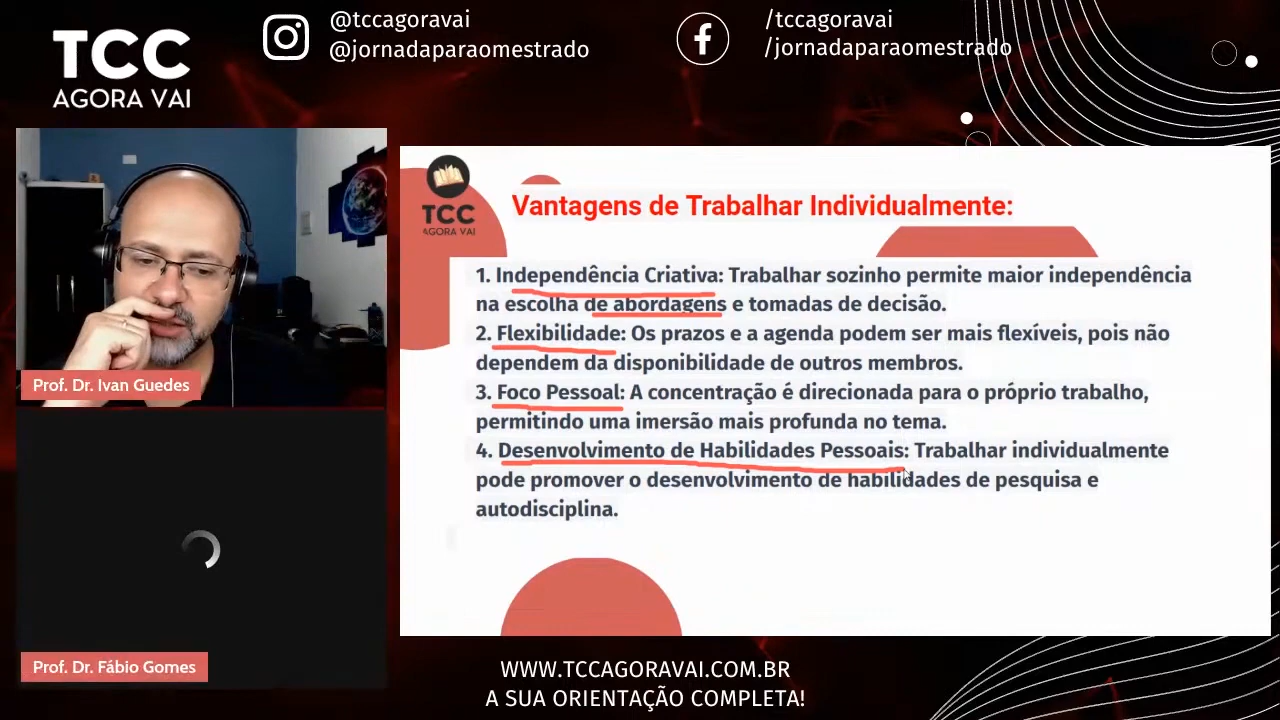 TCC
AGORA VAI
@tccagoravai
@jornadaparaomestrado
/tccagoravai
/jornadaparaomestrado
Prof. Dr. Ivan Guedes
Prof. Dr. Fábio Gomes
TCC
AGORA VAI
Vantagens de Trabalhar Individualmente:
1. Independência Criativa: Trabalhar sozinho permite maior independência
na escolha de abordagens e tomadas de decisão.
2. Flexibilidade: Os prazos e a agenda podem ser mais flexíveis, pois não
dependem da disponibilidade de outros membros.
3. Foco Pessoal: A concentração é direcionada para o próprio trabalho,
permitindo uma imersão mais profunda no tema.
4. Desenvolvimento de Habilidades Pessoais: Trabalhar individualmente
pode promover o desenvolvimento de habilidades de pesquisa e
autodisciplina.
WWW.TCCAGORAVAI.COM.BR
A SUA ORIENTAÇÃO COMPLETA!